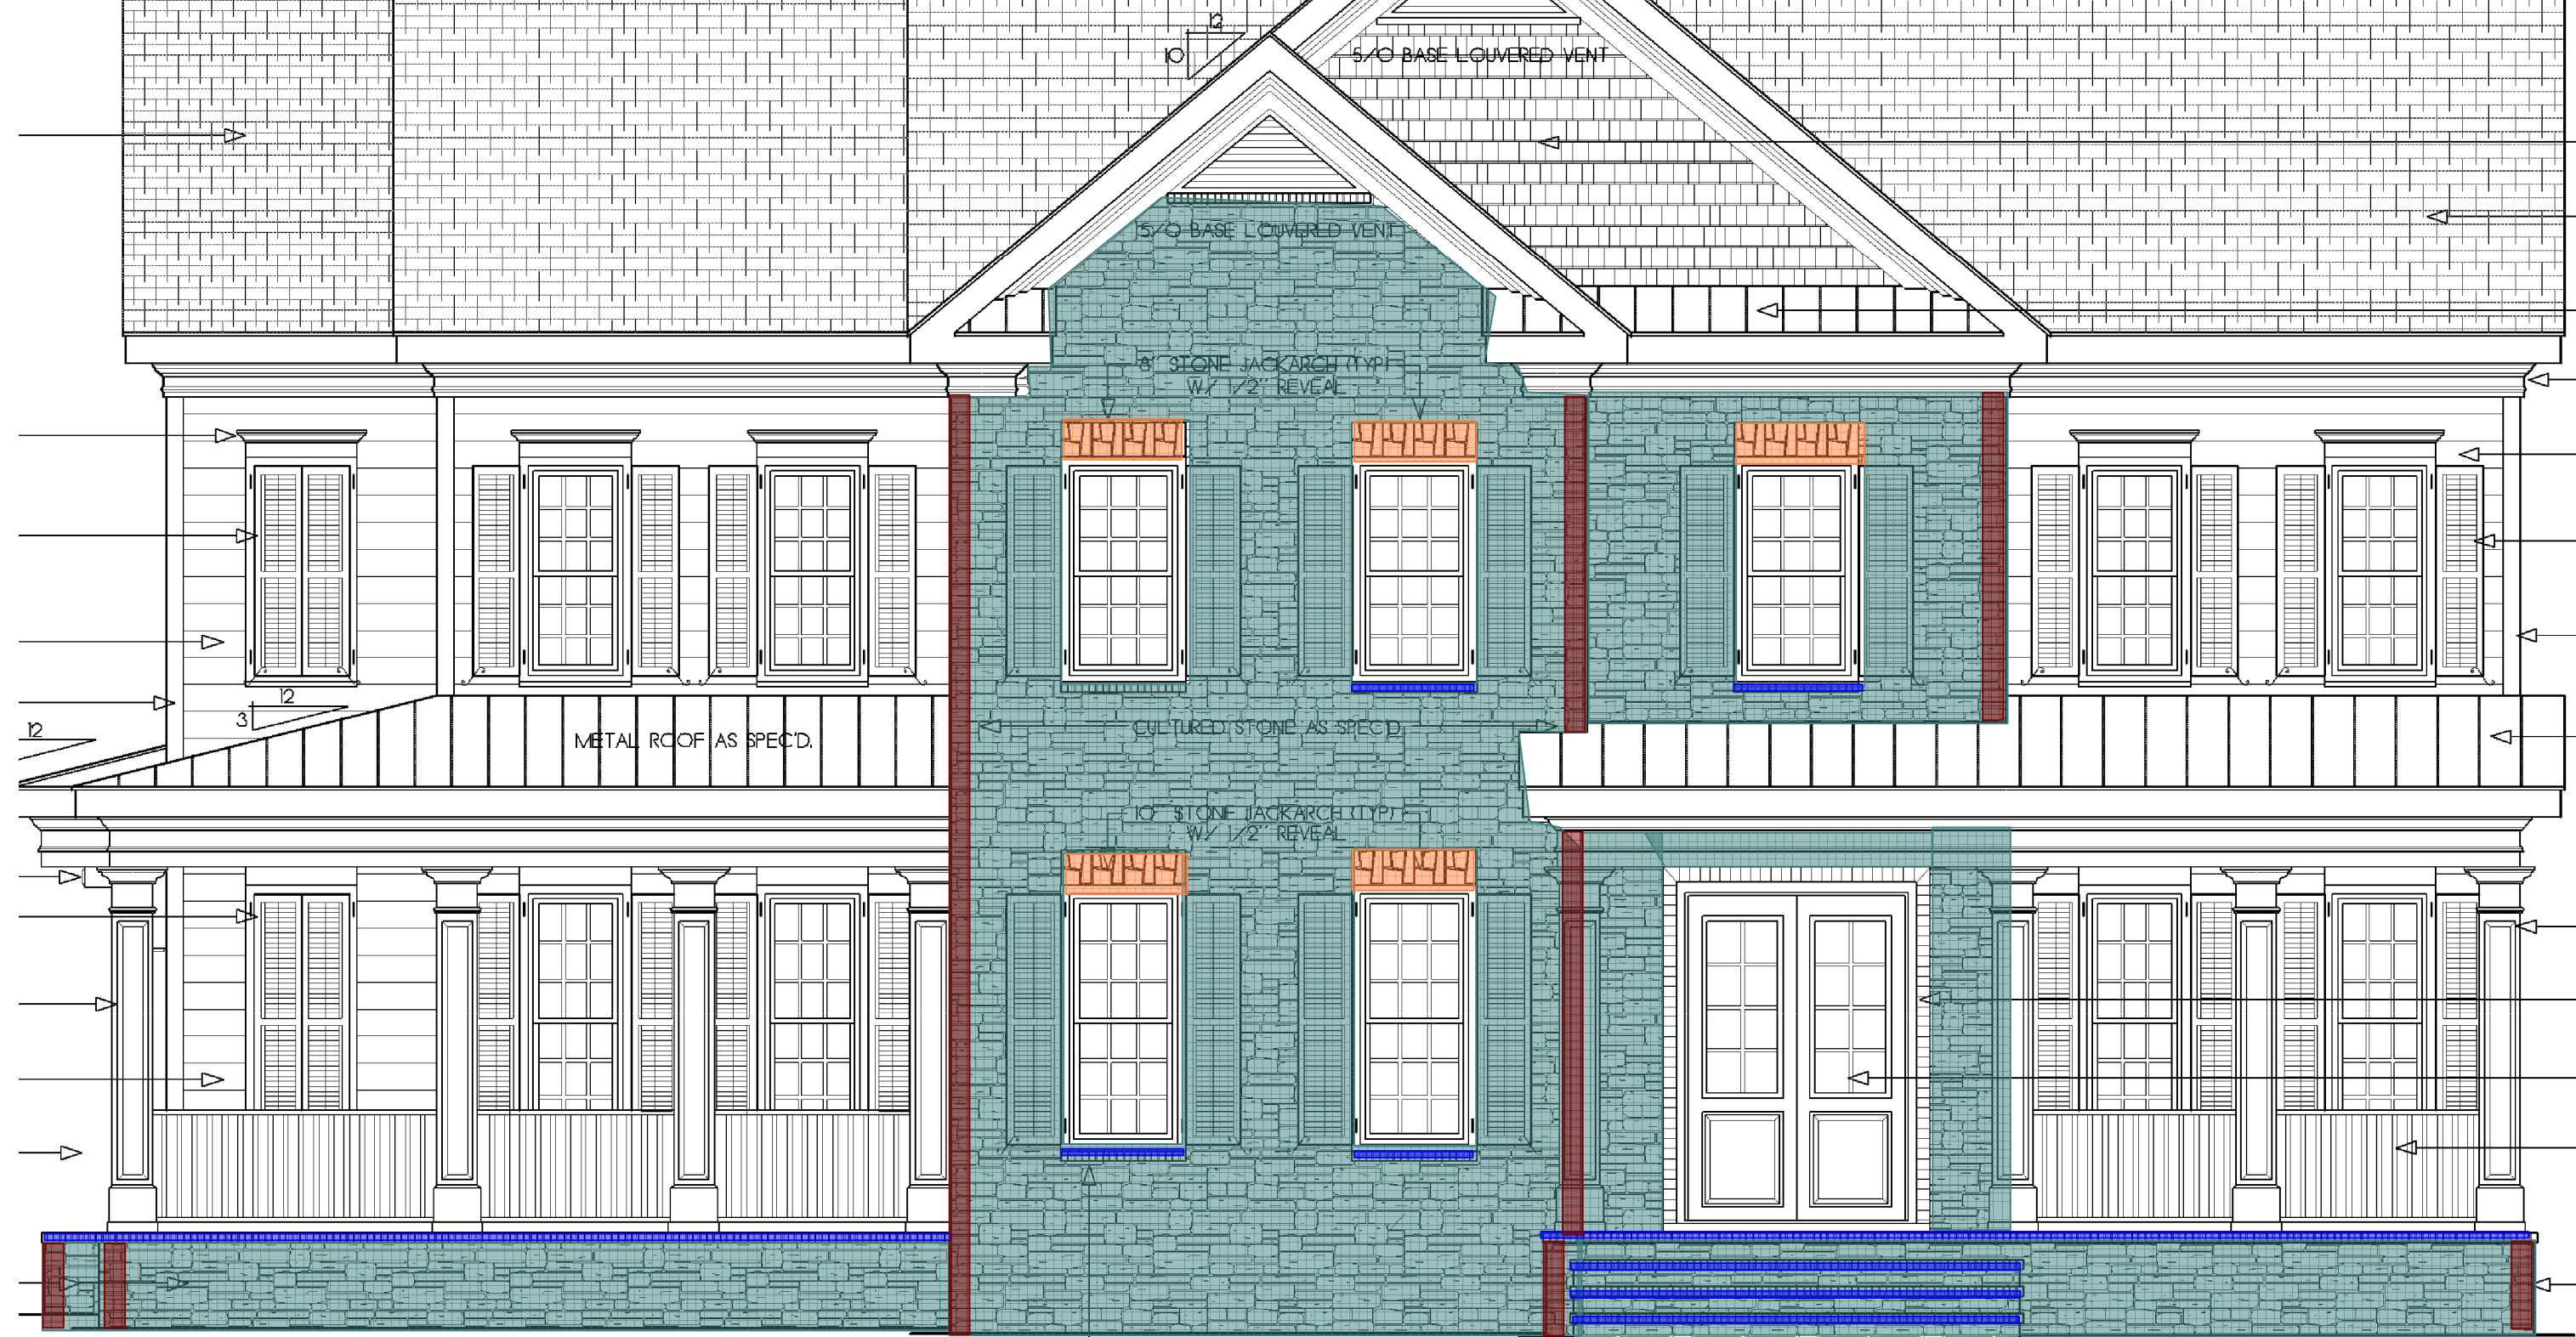 12
10
5/0 BASE LOUVERED VENT
5/0 BASE LOUVERED VENT
8" STONE JACKARCH (TYP)
W/ 1/2" REVEAL
12
3
12
METAL ROOF AS SPEC'D.
CULTURED STONE AS SPEC'D.
10" STONE JACKARCH (TYP)
W/ 1/2" REVEAL